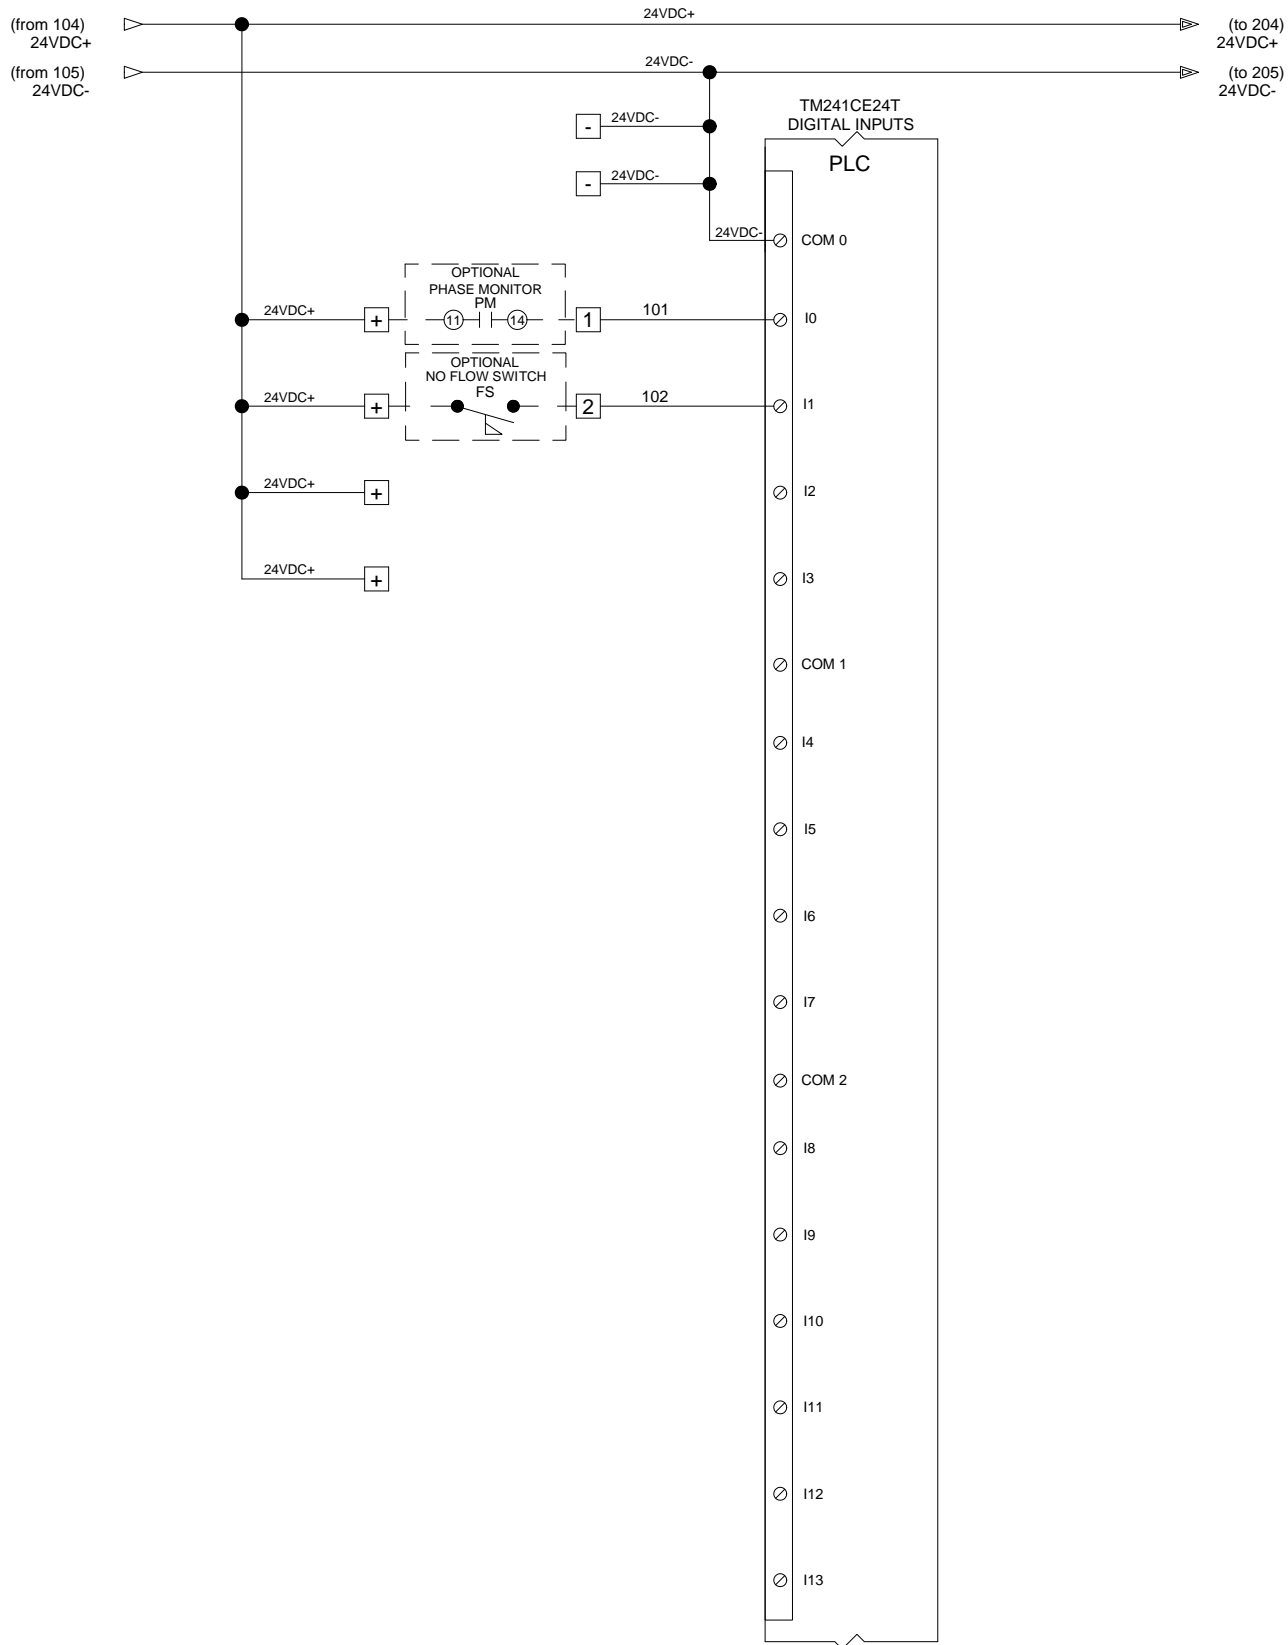 (from 104)
24VDC+
24VDC+
(to 204)
24VDC+
(from 105)
24VDC-
24VDC-
(to 205)
24VDC-
TM241CE24T
DIGITAL INPUTS
PLC
- 24VDC-
- 24VDC-
24VDC- COM 0
OPTIONAL
PHASE MONITOR
PM
24VDC+ + 11 14 1 101 I0
OPTIONAL
NO FLOW SWITCH
FS
24VDC+ + 2 102 I1
24VDC+ + I2
24VDC+ + I3
COM 1
I4
I5
I6
I7
COM 2
I8
I9
I10
I11
I12
I13